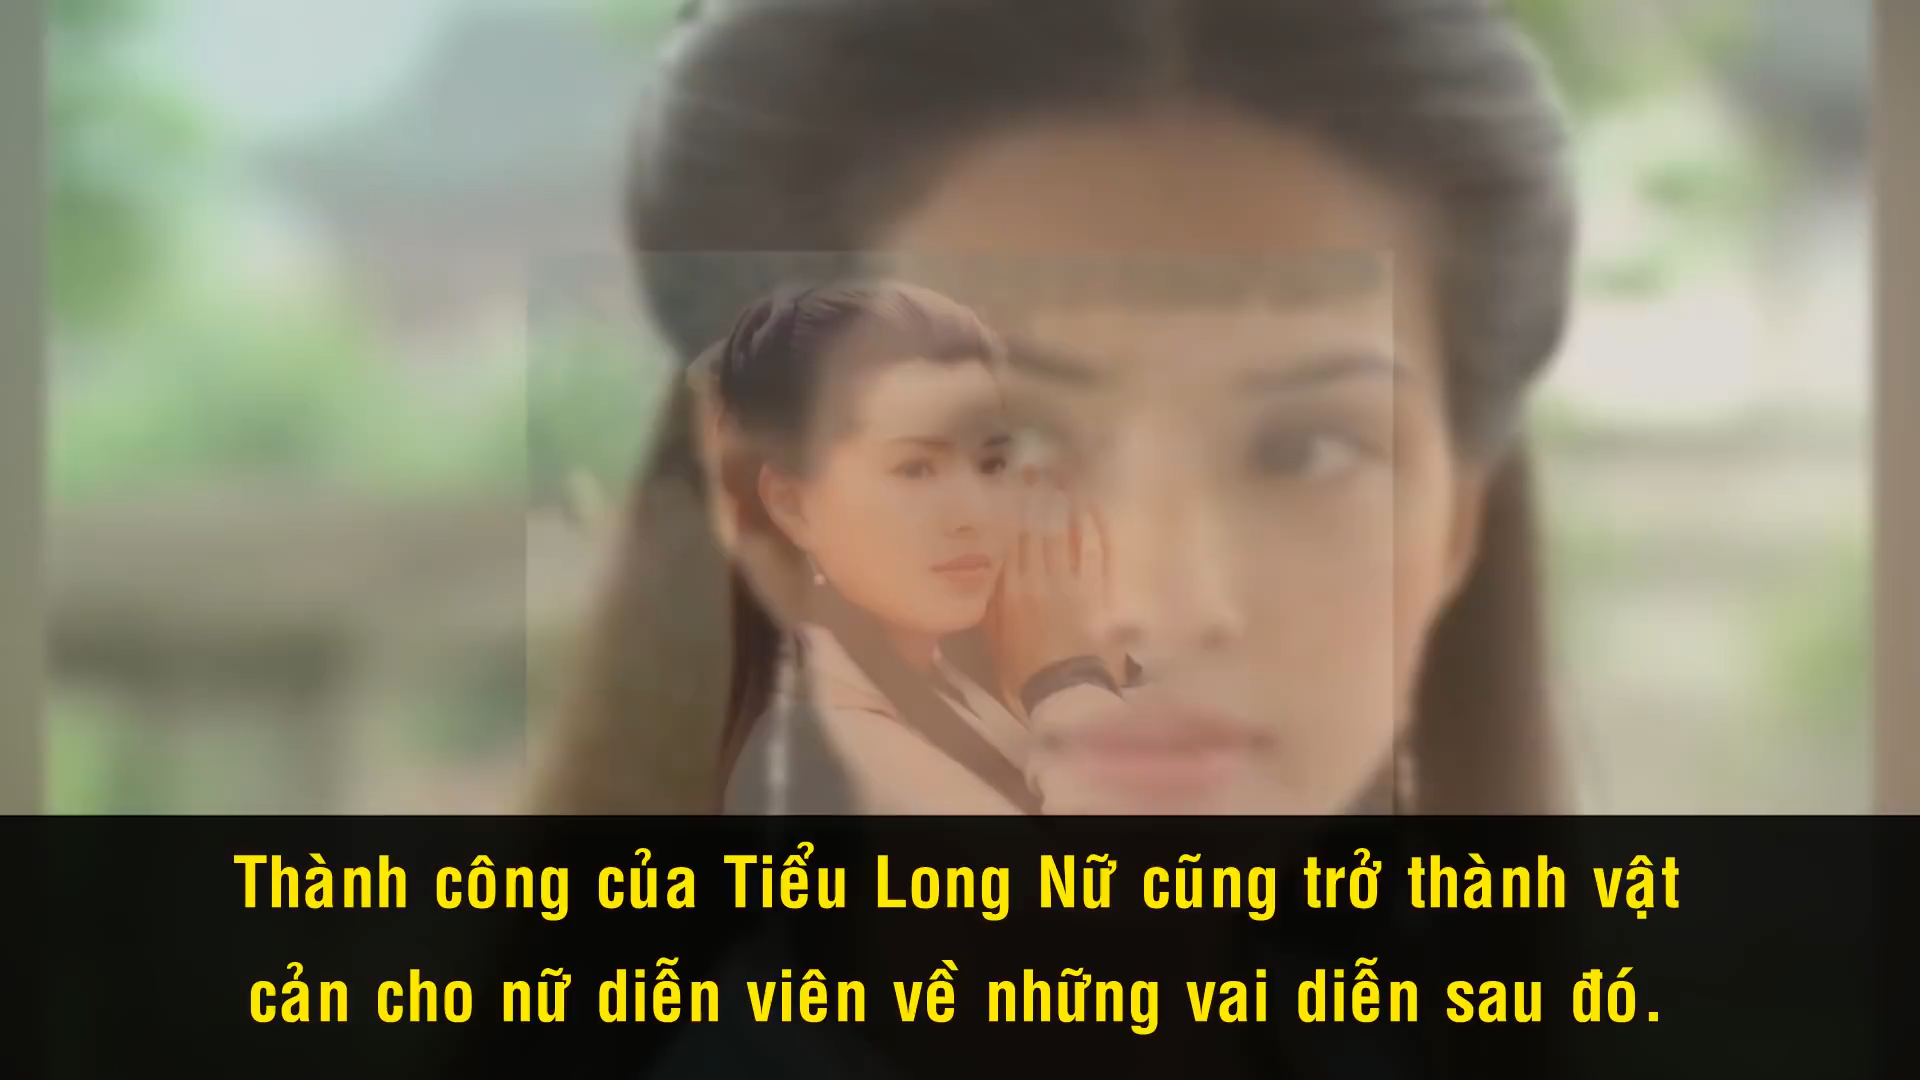 Thành công của Tiểu Long Nữ cũng trở thành vật
cản cho nữ diễn viên về những vai diễn sau đó.